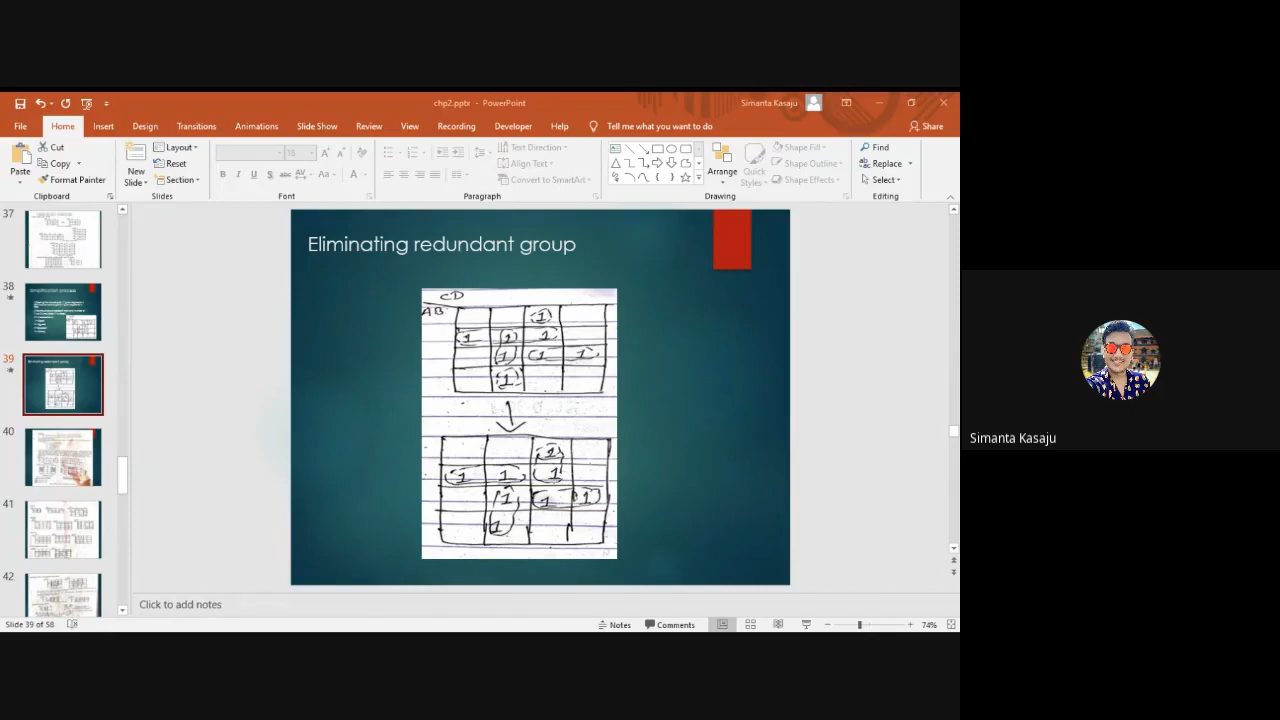 chp2.pptx - PowerPoint
Simanta Kasaju
File Home Insert Design Transitions Animations Slide Show Review View Recording Developer Help Tell me what you want to do Share
Paste
Cut
Copy
Format Painter
Clipboard
New Slide
Layout
Reset
Section
Slides
18
B I U S abc AV Aa A
Font
Text Direction
Align Text
Convert to SmartArt
Paragraph
Arrange
Quick Styles
Shape Fill
Shape Outline
Shape Effects
Drawing
Find
Replace
Select
Editing
37
38
39
40
41
42
Eliminating redundant group
CD
AB
1
1 1 1
1 1 1
1
1
1 1 1
1 1 1
1
Click to add notes
Slide 39 of 58
Notes
Comments
74%
Simanta Kasaju